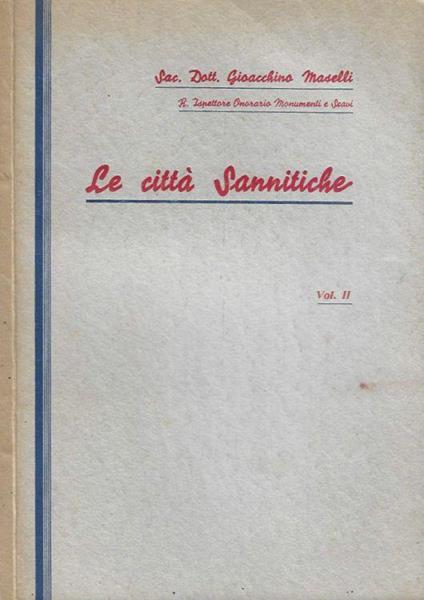 Sac. Dott. Gioacchino Maselli
R. Ispettore Onorario Monumenti e Scavi
Le città Sannitiche
Vol. II